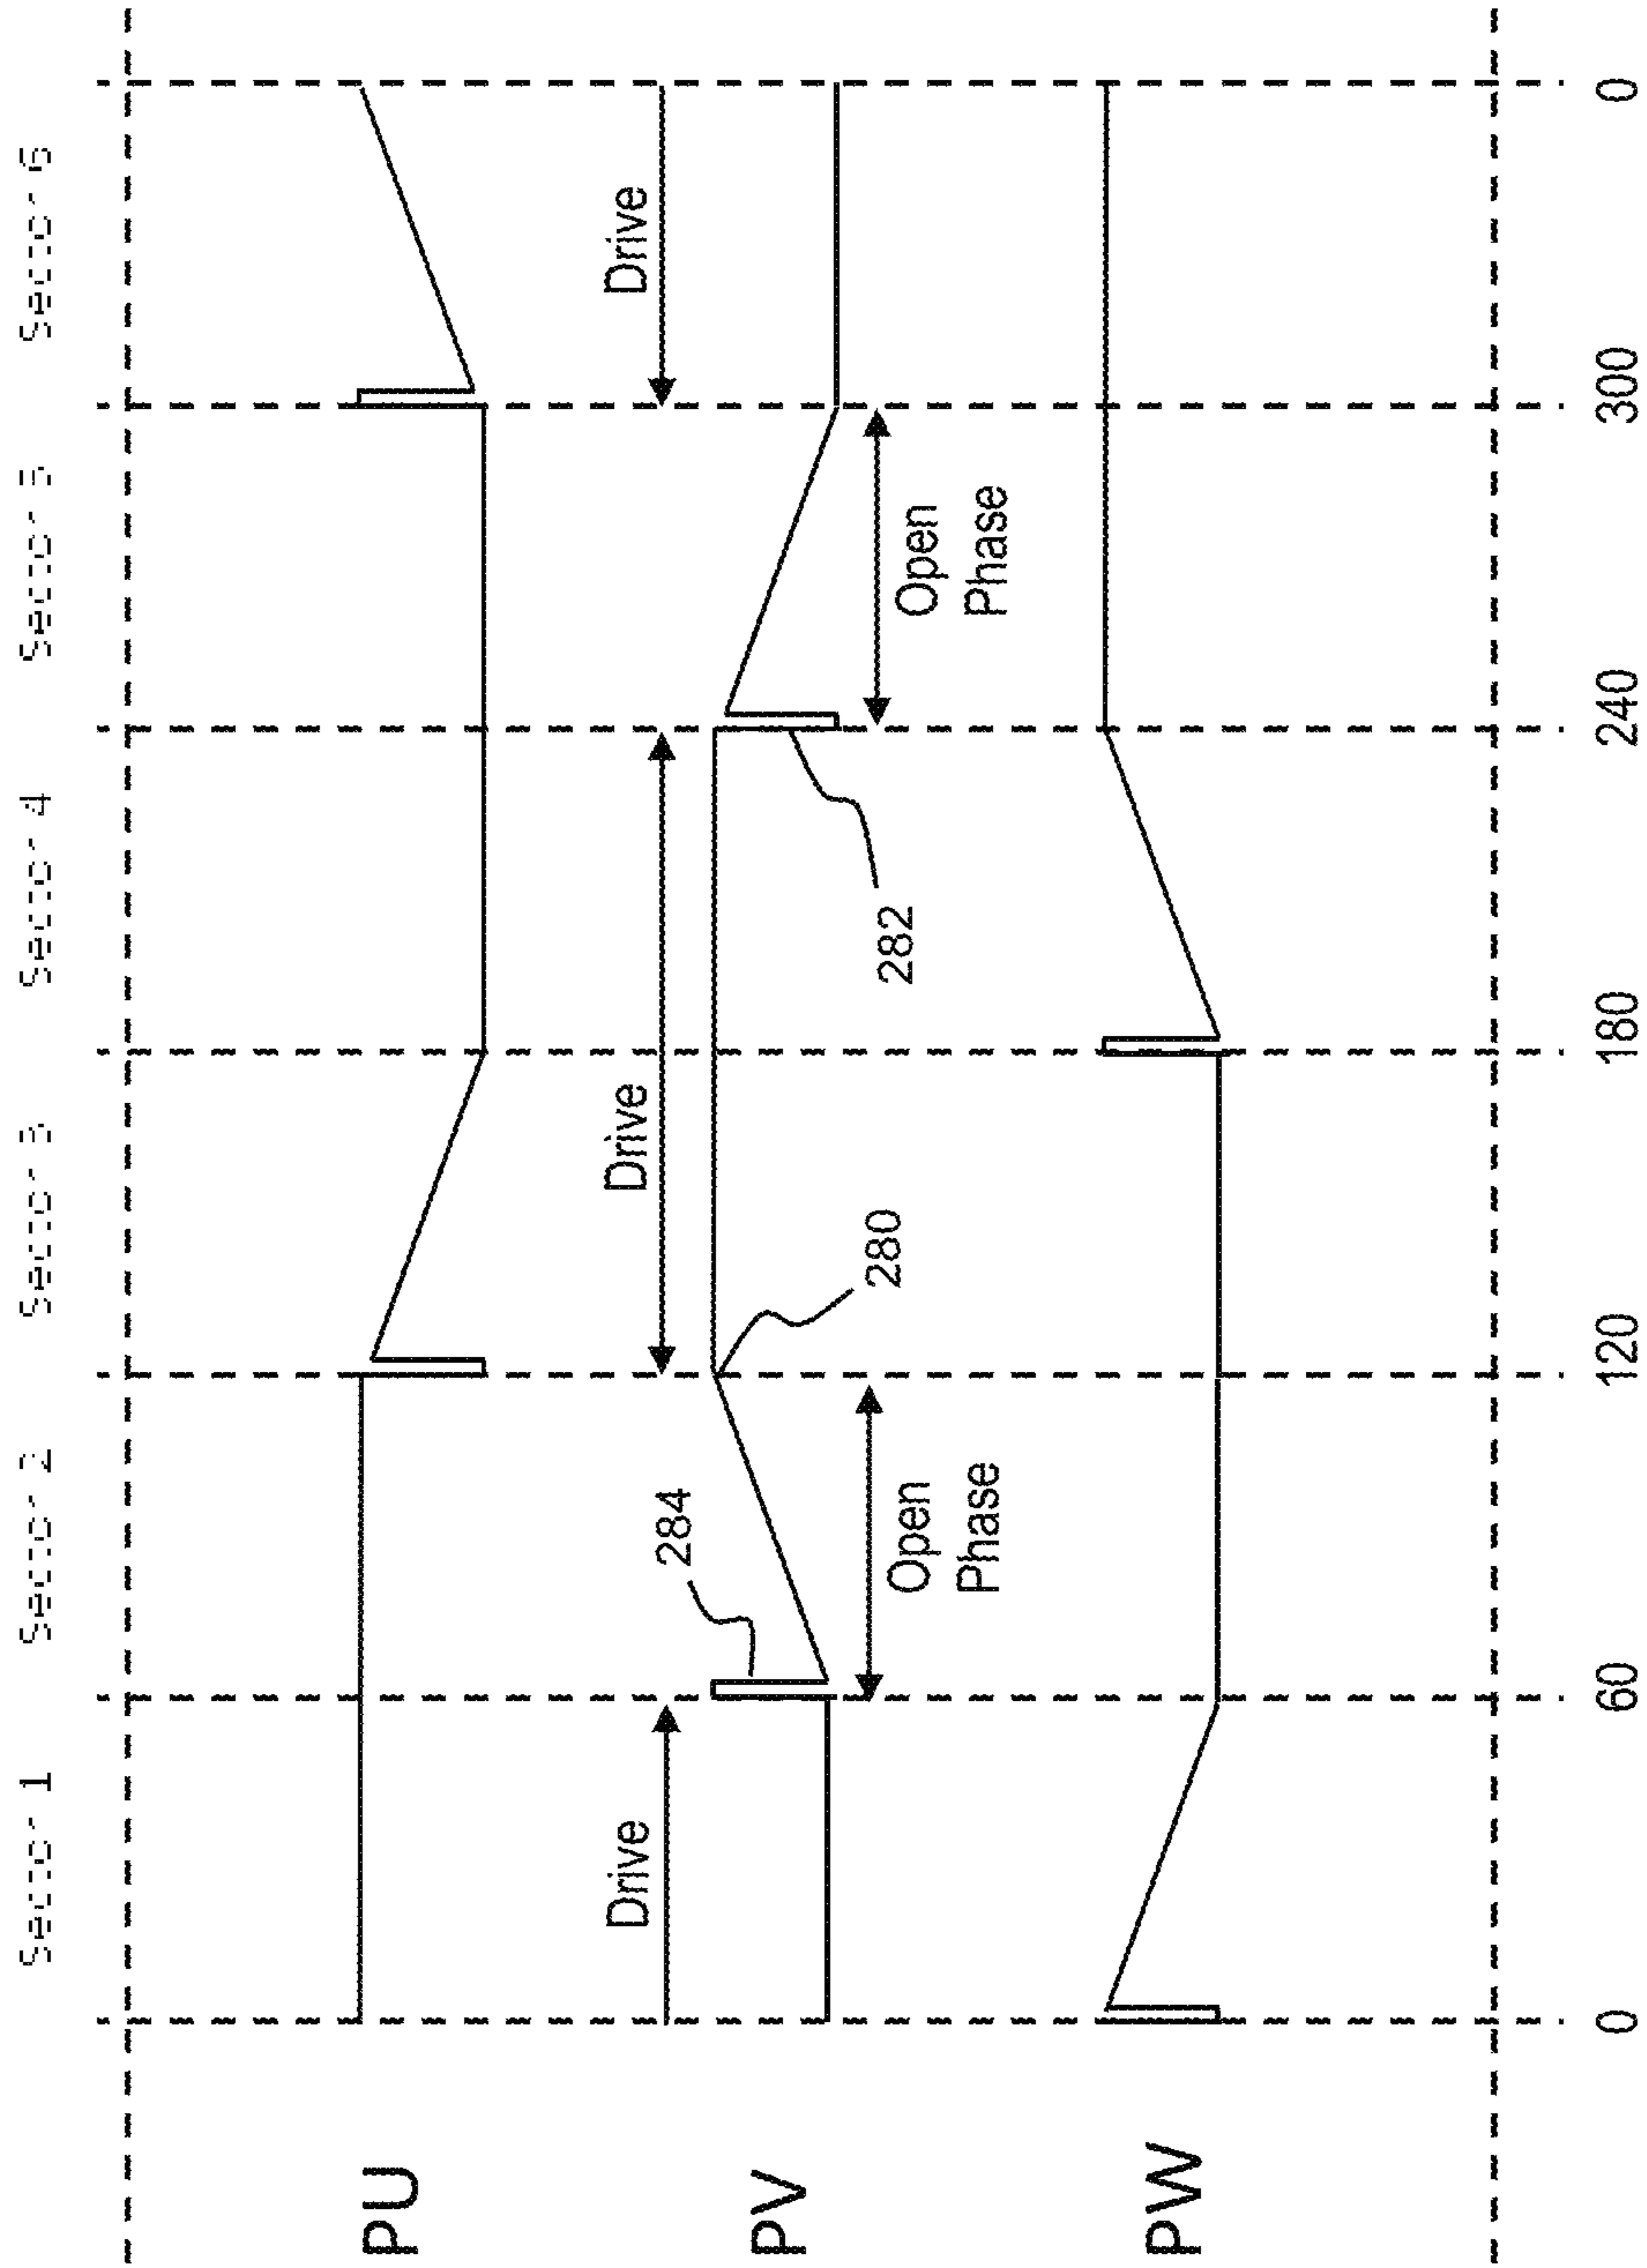 Sector 1
Sector 2
Sector 3
Sector 4
Sector 5
Sector 6
PU
Drive
Drive
Drive
284
PV
280
282
Open
Phase
Open
Phase
PW
0
60
120
180
240
300
0